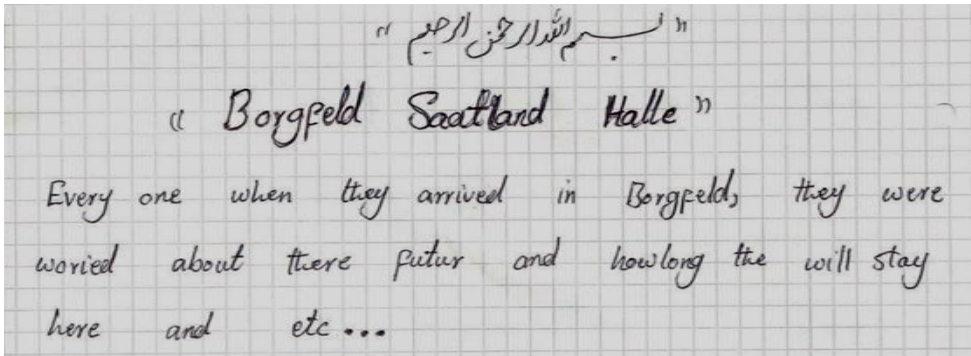 " بسم الله الرحمن الرحيم "
« Borgfeld Saatland Halle »
Every one when they arrived in Borgfeld, they were
woried about there futur and howlong the will stay
here and etc...